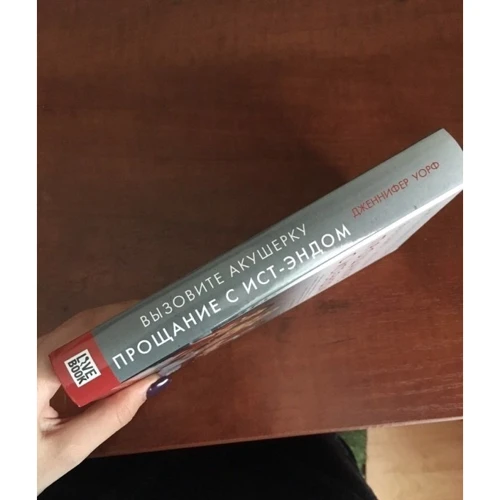 ДЖЕННИФЕР УОРФ
ВЫЗОВИТЕ АКУШЕРКУ
ПРОЩАНИЕ С ИСТ-ЭНДОМ
LIVE
BOOK